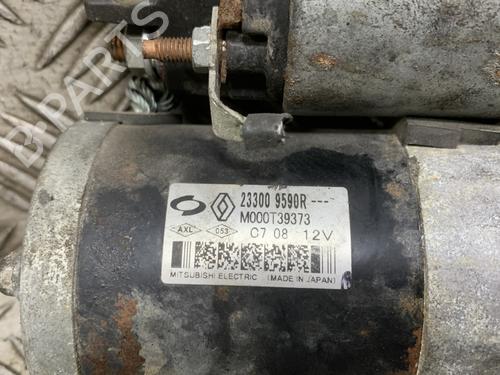 B-PARTS
23300 9590R ---
M000T39373
AXL 053 C7 08 12V
MITSUBISHI ELECTRIC (MADE IN JAPAN)